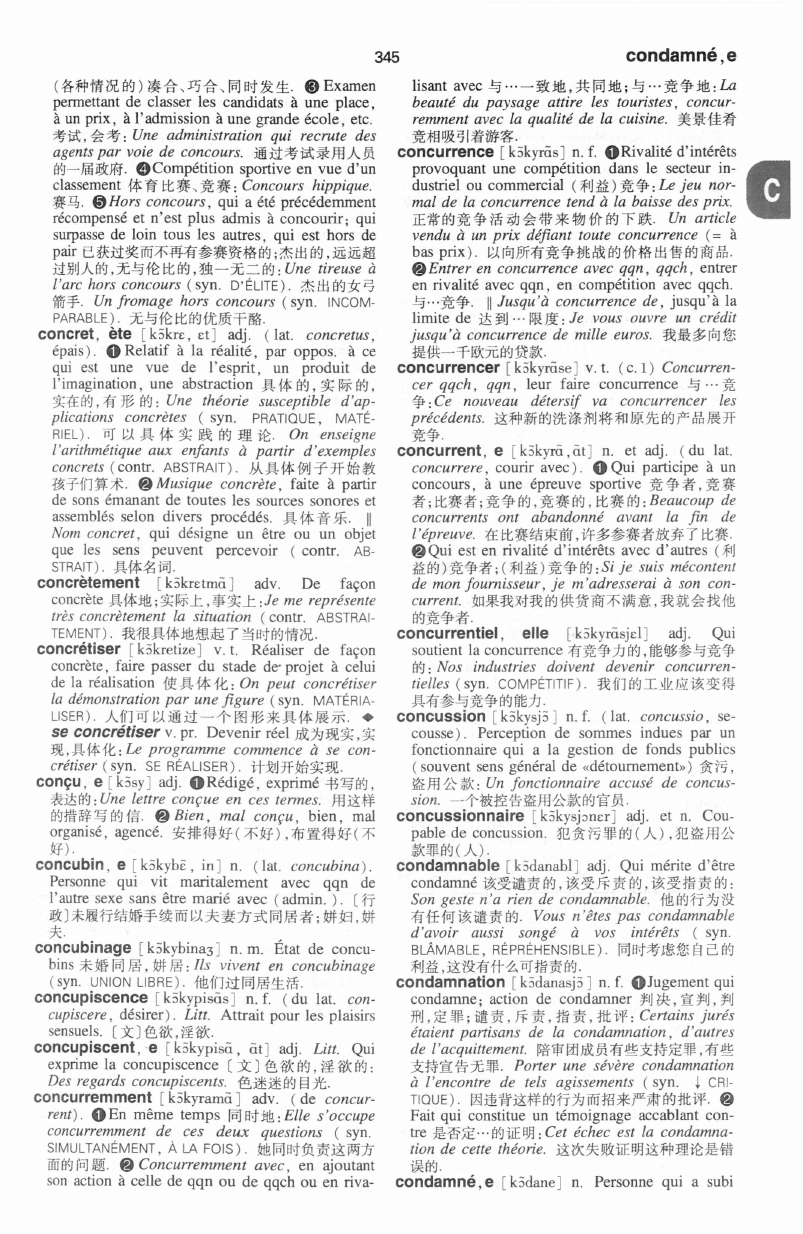 345
condamné,e
(各种情况的)凑合、巧合、同时发生. ❸ Examen
permettant de classer les candidats à une place,
à un prix, à l'admission à une grande école, etc.
考试,会考: Une administration qui recrute des
agents par voie de concours. 通过考试录用人员
的一届政府. ❹Compétition sportive en vue d'un
classement 体育比赛、竞赛: Concours hippique.
赛马. ❺Hors concours, qui a été précédemment
récompensé et n'est plus admis à concourir; qui
surpasse de loin tous les autres, qui est hors de
pair 已获过奖而不再有参赛资格的;杰出的,远远超
过别人的,无与伦比的,独一无二的: Une tireuse à
l'arc hors concours (syn. D'ÉLITE). 杰出的女弓
箭手. Un fromage hors concours (syn. INCOM-
PARABLE). 无与伦比的优质干酪.
concret, ète [kɔ̃krɛ, ɛt] adj. (lat. concretus,
épais). ❶ Relatif à la réalité, par oppos. à ce
qui est une vue de l'esprit, un produit de
l'imagination, une abstraction 具体的,实际的,
实在的,有形的: Une théorie susceptible d'ap-
plications concrètes ( syn. PRATIQUE, MATÉ-
RIEL). 可以具体实践的理论. On enseigne
l'arithmétique aux enfants à partir d'exemples
concrets (contr. ABSTRAIT). 从具体例子开始教
孩子们算术. ❷ Musique concrète, faite à partir
de sons émanant de toutes les sources sonores et
assemblés selon divers procédés. 具体音乐. ‖
Nom concret, qui désigne un être ou un objet
que les sens peuvent percevoir ( contr. AB-
STRAIT). 具体名词.
concrètement [kɔ̃krɛtmɑ̃] adv. De façon
concrète 具体地;实际上,事实上: Je me représente
très concrètement la situation (contr. ABSTRAI-
TEMENT). 我很具体地想起了当时的情况.
concrétiser [kɔ̃kretize] v.t. Réaliser de façon
concrète, faire passer du stade de projet à celui
de la réalisation 使具体化: On peut concrétiser
la démonstration par une figure (syn. MATÉRIA-
LISER). 人们可以通过一个图形来具体展示. ◆
se concrétiser v. pr. Devenir réel 成为现实,实
现,具体化: Le programme commence à se con-
crétiser (syn. SE RÉALISER). 计划开始实现.
conçu, e [kɔ̃sy] adj. ❶Rédigé, exprimé 书写的,
表达的: Une lettre conçue en ces termes. 用这样
的措辞写的信. ❷ Bien, mal conçu, bien, mal
organisé, agencé. 安排得好(不好),布置得好(不
好).
concubin, e [kɔ̃kybɛ̃, in] n. (lat. concubina).
Personne qui vit maritalement avec qqn de
l'autre sexe sans être marié avec (admin.). [行
政]未履行结婚手续而以夫妻方式同居者;姘妇,姘
夫.
concubinage [kɔ̃kybinaʒ] n. m. État de concu-
bins 未婚同居,姘居: Ils vivent en concubinage
(syn. UNION LIBRE). 他们过同居生活.
concupiscence [kɔ̃kypisɑ̃s] n. f. (du lat. con-
cupiscere, désirer). Litt. Attrait pour les plaisirs
sensuels. [文]色欲,淫欲.
concupiscent, e [kɔ̃kypisɑ̃, ɑ̃t] adj. Litt. Qui
exprime la concupiscence [文]色欲的,淫欲的:
Des regards concupiscents. 色迷迷的目光.
concurremment [kɔ̃kyramɑ̃] adv. (de concur-
rent). ❶En même temps 同时地: Elle s'occupe
concurremment de ces deux questions ( syn.
SIMULTANÉMENT, À LA FOIS). 她同时负责这两方
面的问题. ❷ Concurremment avec, en ajoutant
son action à celle de qqn ou de qqch ou en riva-
lisant avec 与…一致地,共同地;与…竞争地: La
beauté du paysage attire les touristes, concur-
remment avec la qualité de la cuisine. 美景佳肴
竞相吸引着游客.
concurrence [kɔ̃kyrɑ̃s] n. f. ❶Rivalité d'intérêts
provoquant une compétition dans le secteur in-
dustriel ou commercial (利益)竞争: Le jeu nor-
mal de la concurrence tend à la baisse des prix.
正常的竞争活动会带来物价的下跌. Un article
vendu à un prix défiant toute concurrence (= à
bas prix). 以向所有竞争挑战的价格出售的商品.
❷Entrer en concurrence avec qqn, qqch, entrer
en rivalité avec qqn, en compétition avec qqch.
与…竞争. ‖ Jusqu'à concurrence de, jusqu'à la
limite de 达到…限度: Je vous ouvre un crédit
jusqu'à concurrence de mille euros. 我最多向您
提供一千欧元的贷款.
concurrencer [kɔ̃kyrɑ̃se] v. t. (c. 1) Concurren-
cer qqch, qqn, leur faire concurrence 与…竞
争: Ce nouveau détersif va concurrencer les
précédents. 这种新的洗涤剂将和原先的产品展开
竞争.
concurrent, e [kɔ̃kyrɑ̃, ɑ̃t] n. et adj. (du lat.
concurrere, courir avec). ❶ Qui participe à un
concours, à une épreuve sportive 竞争者,竞赛
者;比赛者;竞争的,竞赛的,比赛的: Beaucoup de
concurrents ont abandonné avant la fin de
l'épreuve. 在比赛结束前,许多参赛者放弃了比赛.
❷Qui est en rivalité d'intérêts avec d'autres (利
益的)竞争者;(利益)竞争的: Si je suis mécontent
de mon fournisseur, je m'adresserai à son con-
current. 如果我对我的供货商不满意,我就会找他
的竞争者.
concurrentiel, elle [kɔ̃kyrɑ̃sjɛl] adj. Qui
soutient la concurrence 有竞争力的,能够参与竞争
的: Nos industries doivent devenir concurren-
tielles (syn. COMPÉTITIF). 我们的工业应该变得
具有参与竞争的能力.
concussion [kɔ̃kysjɔ̃] n. f. (lat. concussio, se-
cousse). Perception de sommes indues par un
fonctionnaire qui a la gestion de fonds publics
(souvent sens général de «détournement») 贪污,
盗用公款: Un fonctionnaire accusé de concus-
sion. 一个被控告盗用公款的官员.
concussionnaire [kɔ̃kysjɔnɛr] adj. et n. Cou-
pable de concussion. 犯贪污罪的(人),犯盗用公
款罪的(人).
condamnable [kɔ̃danabl] adj. Qui mérite d'être
condamné 该受谴责的,该受斥责的,该受指责的:
Son geste n'a rien de condamnable. 他的行为没
有任何该谴责的. Vous n'êtes pas condamnable
d'avoir aussi songé à vos intérêts ( syn.
BLÂMABLE, RÉPRÉHENSIBLE). 同时考虑您自己的
利益,这没有什么可指责的.
condamnation [kɔ̃danasjɔ̃] n. f. ❶Jugement qui
condamne; action de condamner 判决,宣判,判
刑,定罪;谴责,斥责,指责,批评: Certains jurés
étaient partisans de la condamnation, d'autres
de l'acquittement. 陪审团成员有些支持定罪,有些
支持宣告无罪. Porter une sévère condamnation
à l'encontre de tels agissements (syn. ↓ CRI-
TIQUE). 因违背这样的行为而招来严肃的批评. ❷
Fait qui constitue un témoignage accablant con-
tre 是否定…的证明: Cet échec est la condamna-
tion de cette théorie. 这次失败证明这种理论是错
误的.
condamné,e [kɔ̃dane] n. Personne qui a subi
C